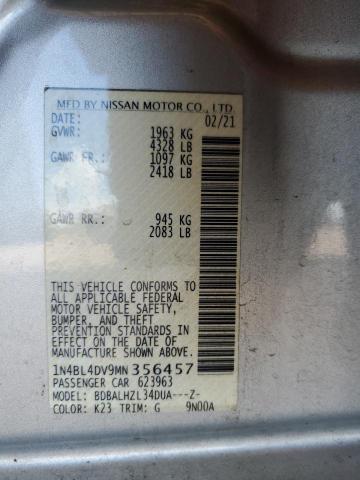 MFD BY NISSAN MOTOR CO., LTD.
DATE: 02/21
GVWR: 1963 KG
4328 LB
GAWR FR.: 1097 KG
2418 LB
GAWR RR.: 945 KG
2083 LB
THIS VEHICLE CONFORMS TO
ALL APPLICABLE FEDERAL
MOTOR VEHICLE SAFETY,
BUMPER, AND THEFT
PREVENTION STANDARDS
IN EFFECT ON THE DATE OF
MANUFACTURE SHOWN ABOVE.
1N4BL4DV9MN356457
PASSENGER CAR 623963
MODEL: BDBALHZL34DUA---Z-
COLOR: K23 TRIM: G 9N00A